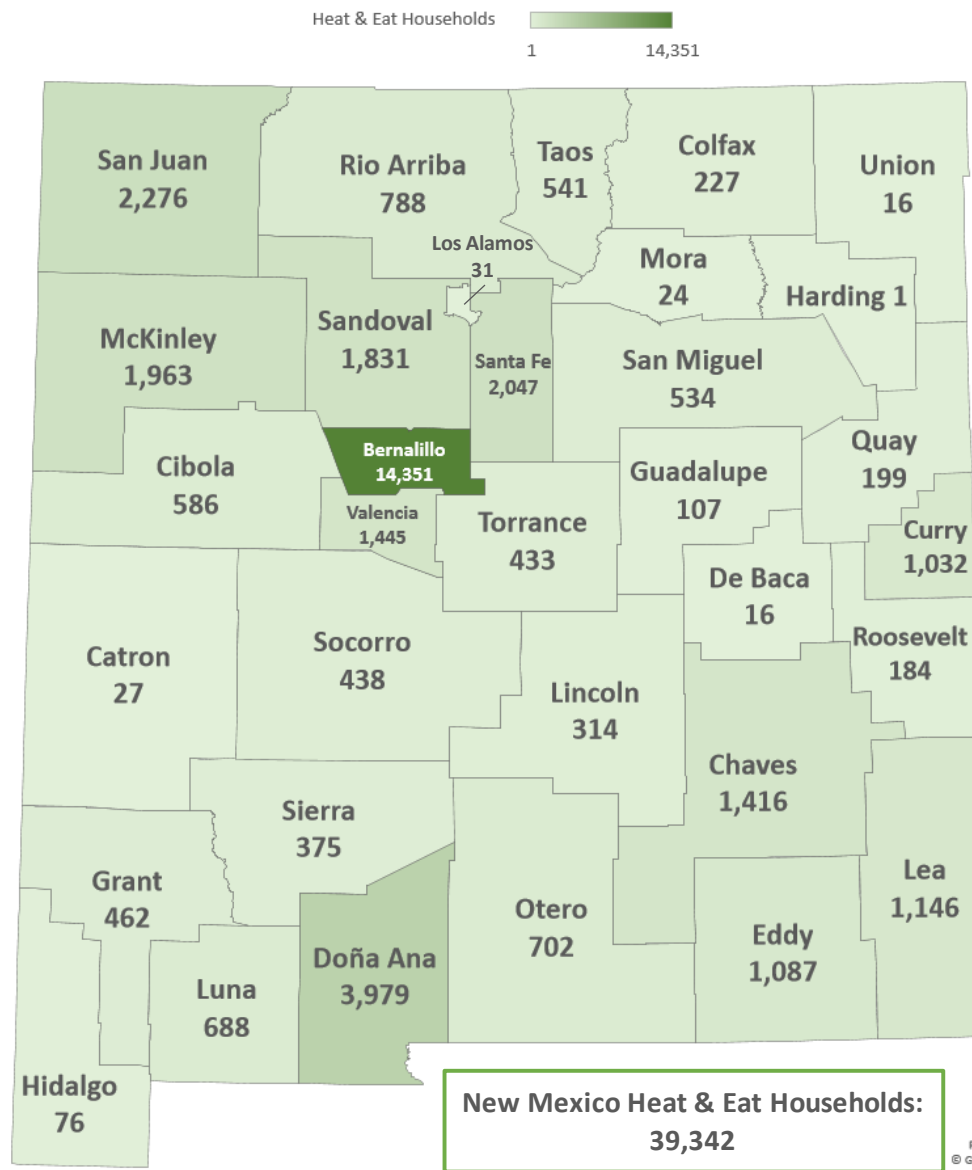 Heat & Eat Households
1 14,351
San Juan
2,276
Rio Arriba
788
Taos
541
Colfax
227
Union
16
Los Alamos
31
Mora
24
Harding 1
McKinley
1,963
Sandoval
1,831
Santa Fe
2,047
San Miguel
534
Quay
199
Cibola
586
Bernalillo
14,351
Valencia
1,445
Torrance
433
Guadalupe
107
Curry
1,032
De Baca
16
Roosevelt
184
Catron
27
Socorro
438
Lincoln
314
Chaves
1,416
Sierra
375
Grant
462
Lea
1,146
Otero
702
Eddy
1,087
Doña Ana
3,979
Luna
688
Hidalgo
76
New Mexico Heat & Eat Households:
39,342